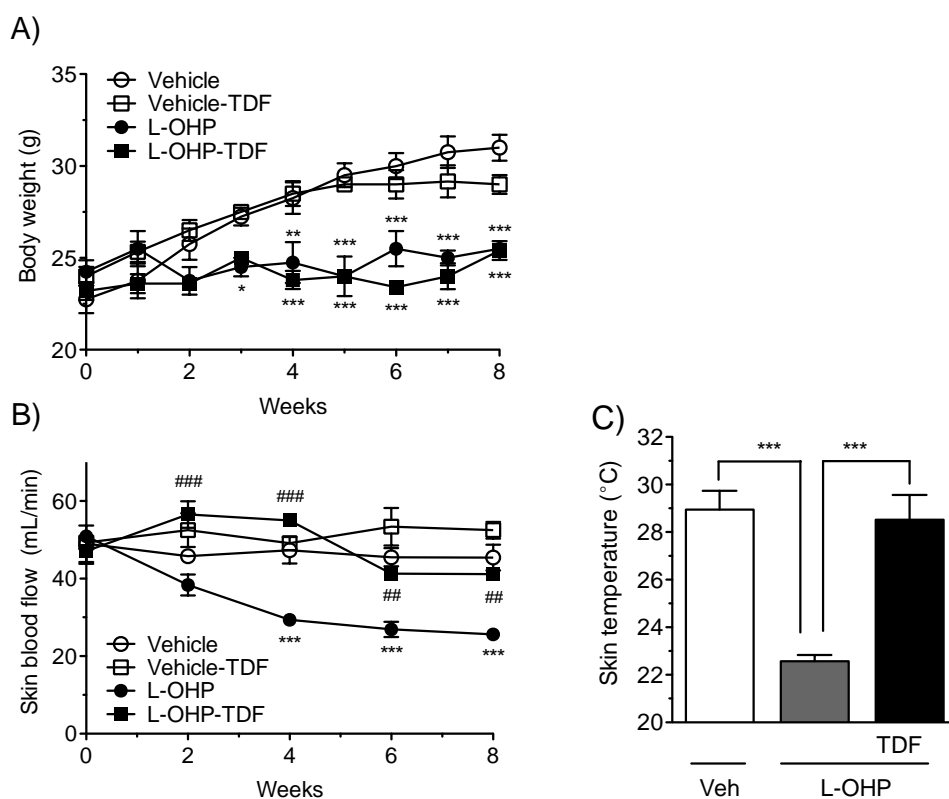 A)
Body weight (g)
35
30
25
20
Vehicle
Vehicle-TDF
L-OHP
L-OHP-TDF
** *** *** *** ***
* *** *** *** *** ***
0 2 4 6 8
Weeks
B)
Skin blood flow (mL/min)
60
40
20
0
### ###
## ##
*** *** ***
Vehicle
Vehicle-TDF
L-OHP
L-OHP-TDF
0 2 4 6 8
Weeks
C)
Skin temperature (°C)
32
30
28
26
24
22
20
*** ***
TDF
Veh L-OHP